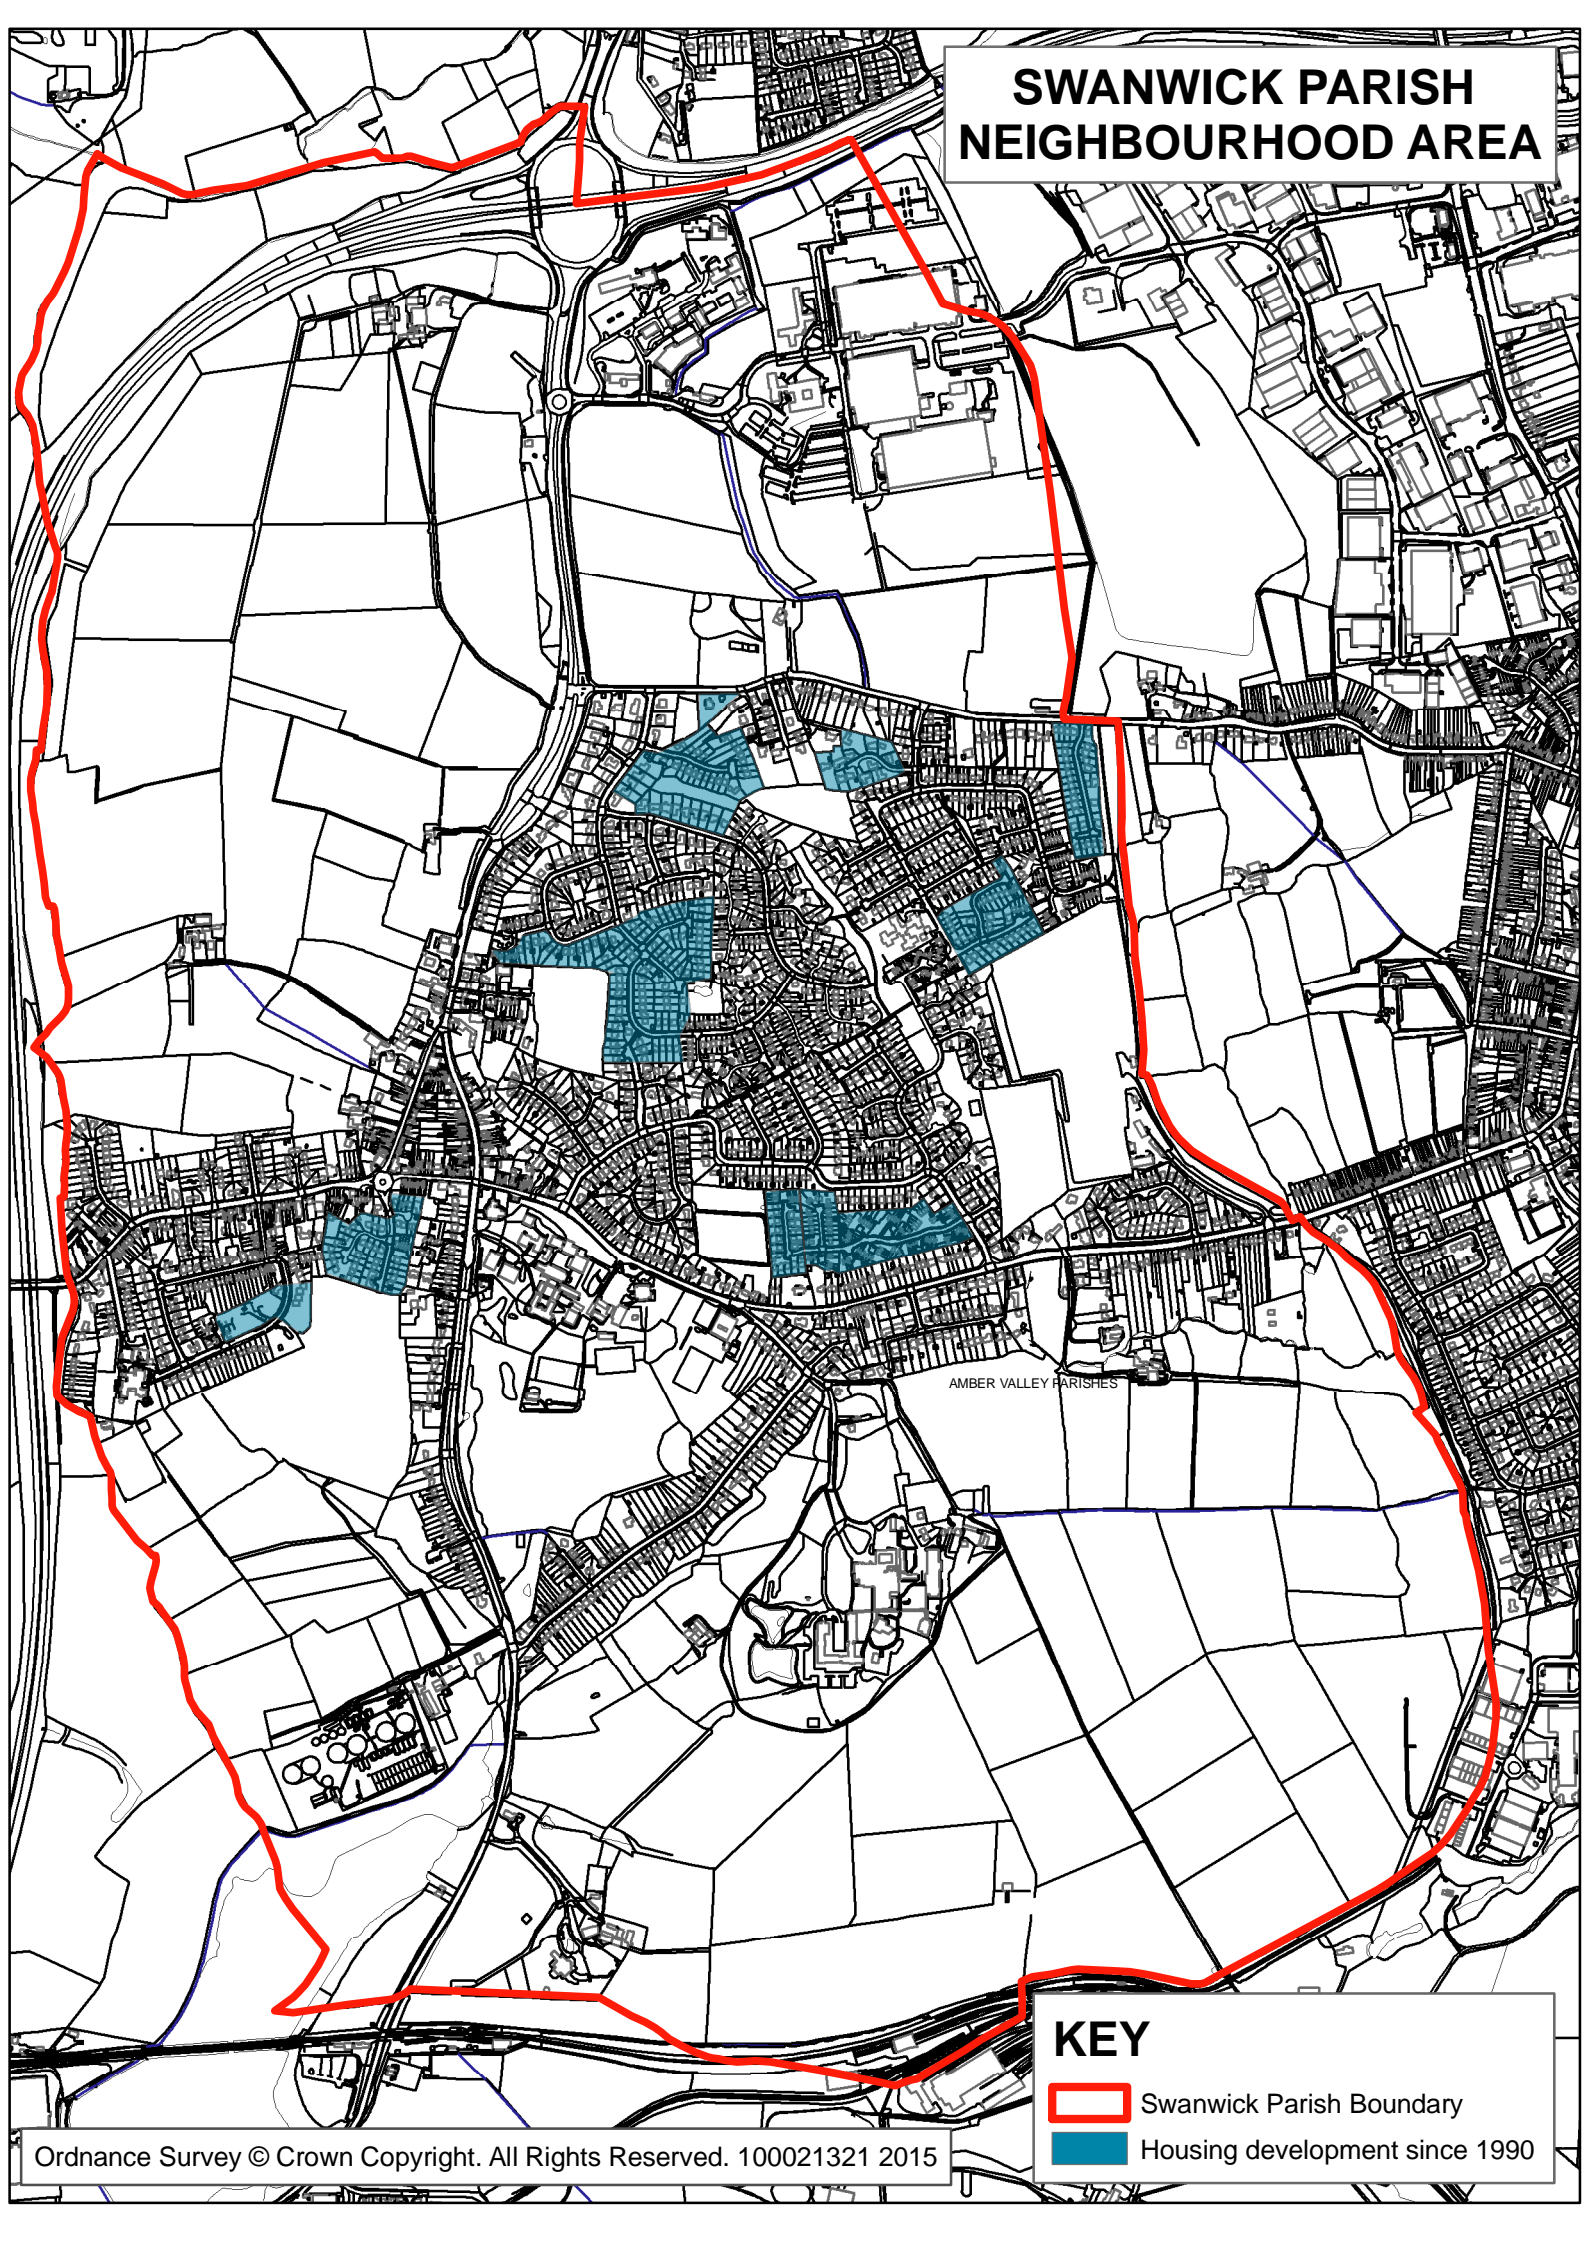 SWANWICK PARISH
NEIGHBOURHOOD AREA
AMBER VALLEY PARISHES
KEY
Swanwick Parish Boundary
Housing development since 1990
Ordnance Survey © Crown Copyright. All Rights Reserved. 100021321 2015